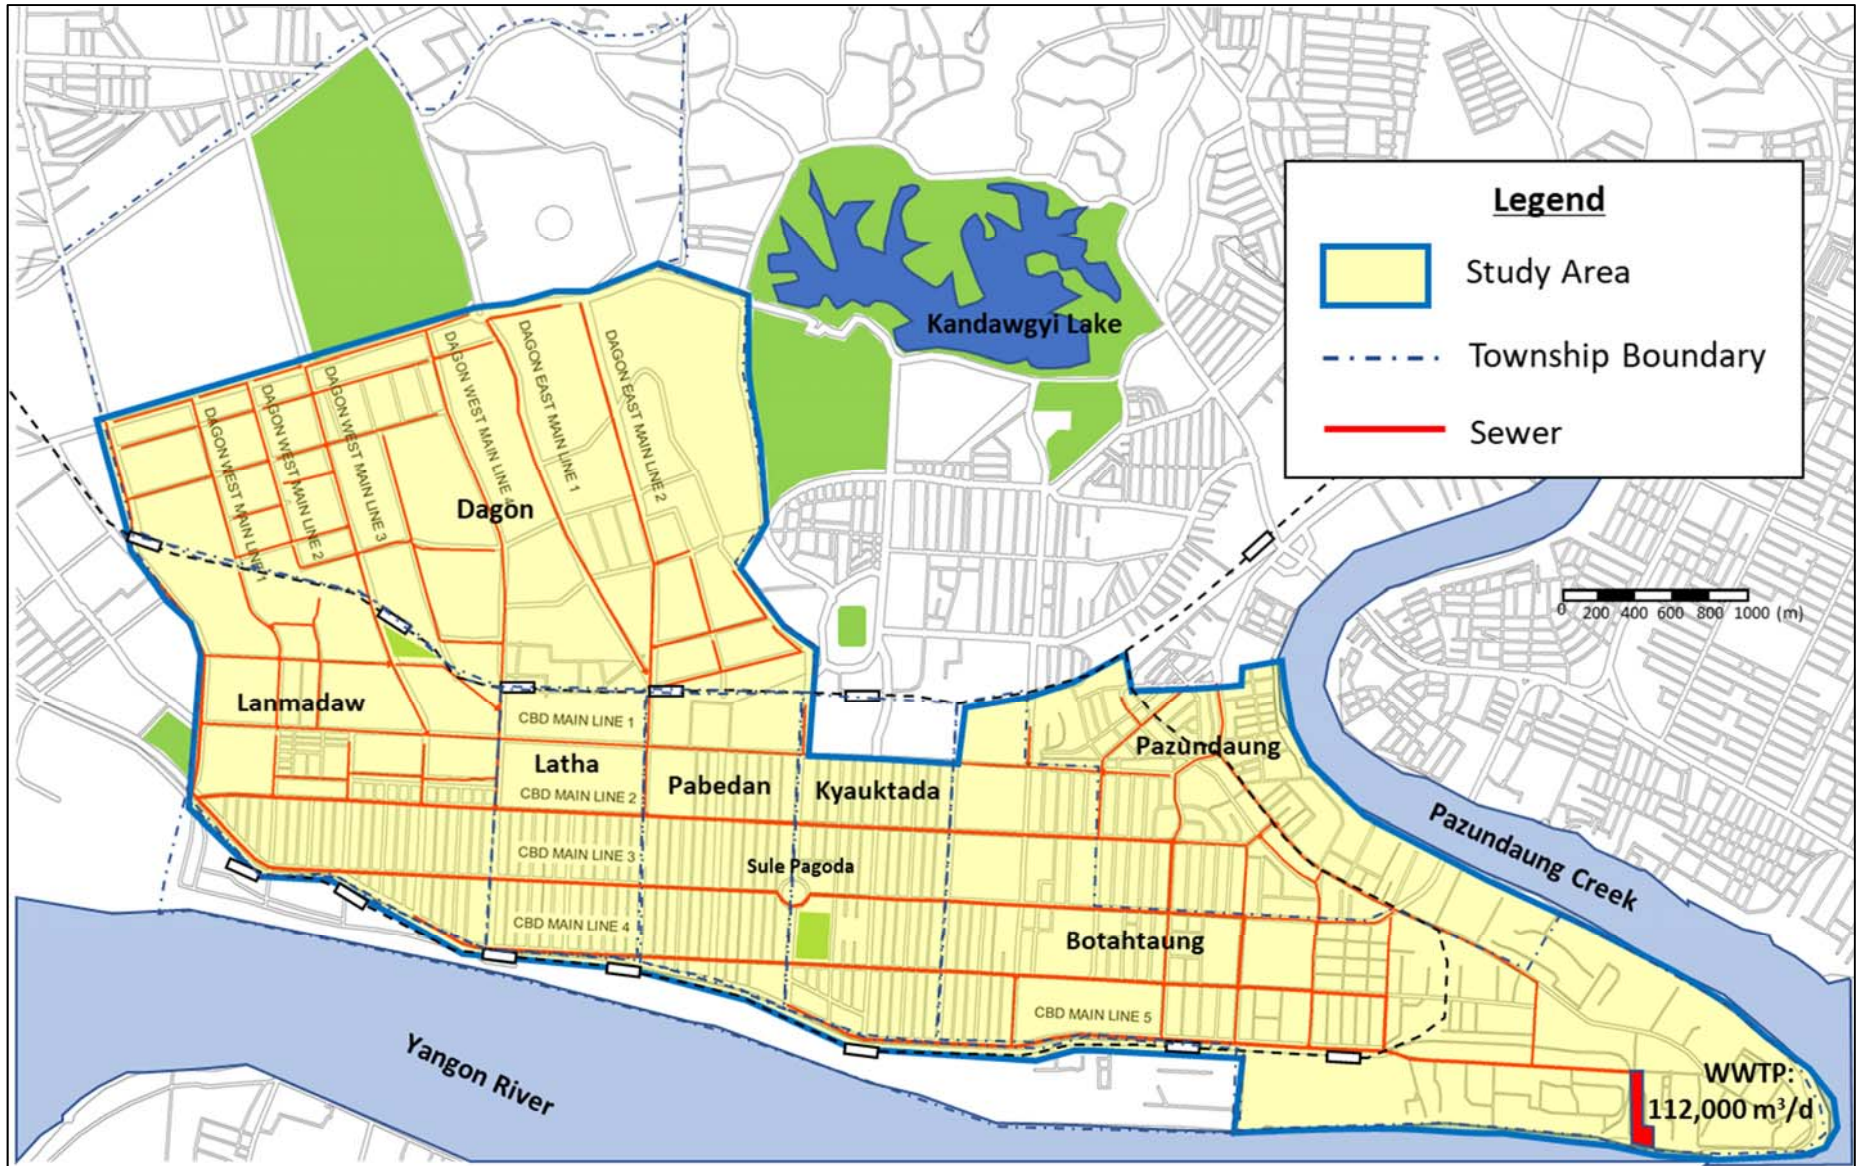 Legend
Study Area
Township Boundary
Sewer
Kandawgyi Lake
DAGON WEST MAIN LINE 1
DAGON WEST MAIN LINE 2
DAGON WEST MAIN LINE 3
DAGON WEST MAIN LINE 4
DAGON EAST MAIN LINE 1
DAGON EAST MAIN LINE 2
Dagon
0 200 400 600 800 1000 (m)
Lanmadaw
CBD MAIN LINE 1
Latha
CBD MAIN LINE 2
Pabedan
Kyauktada
Pazundaung
CBD MAIN LINE 3
Sule Pagoda
Pazundaung Creek
CBD MAIN LINE 4
Botahtaung
CBD MAIN LINE 5
Yangon River
WWTP:
112,000 m³/d